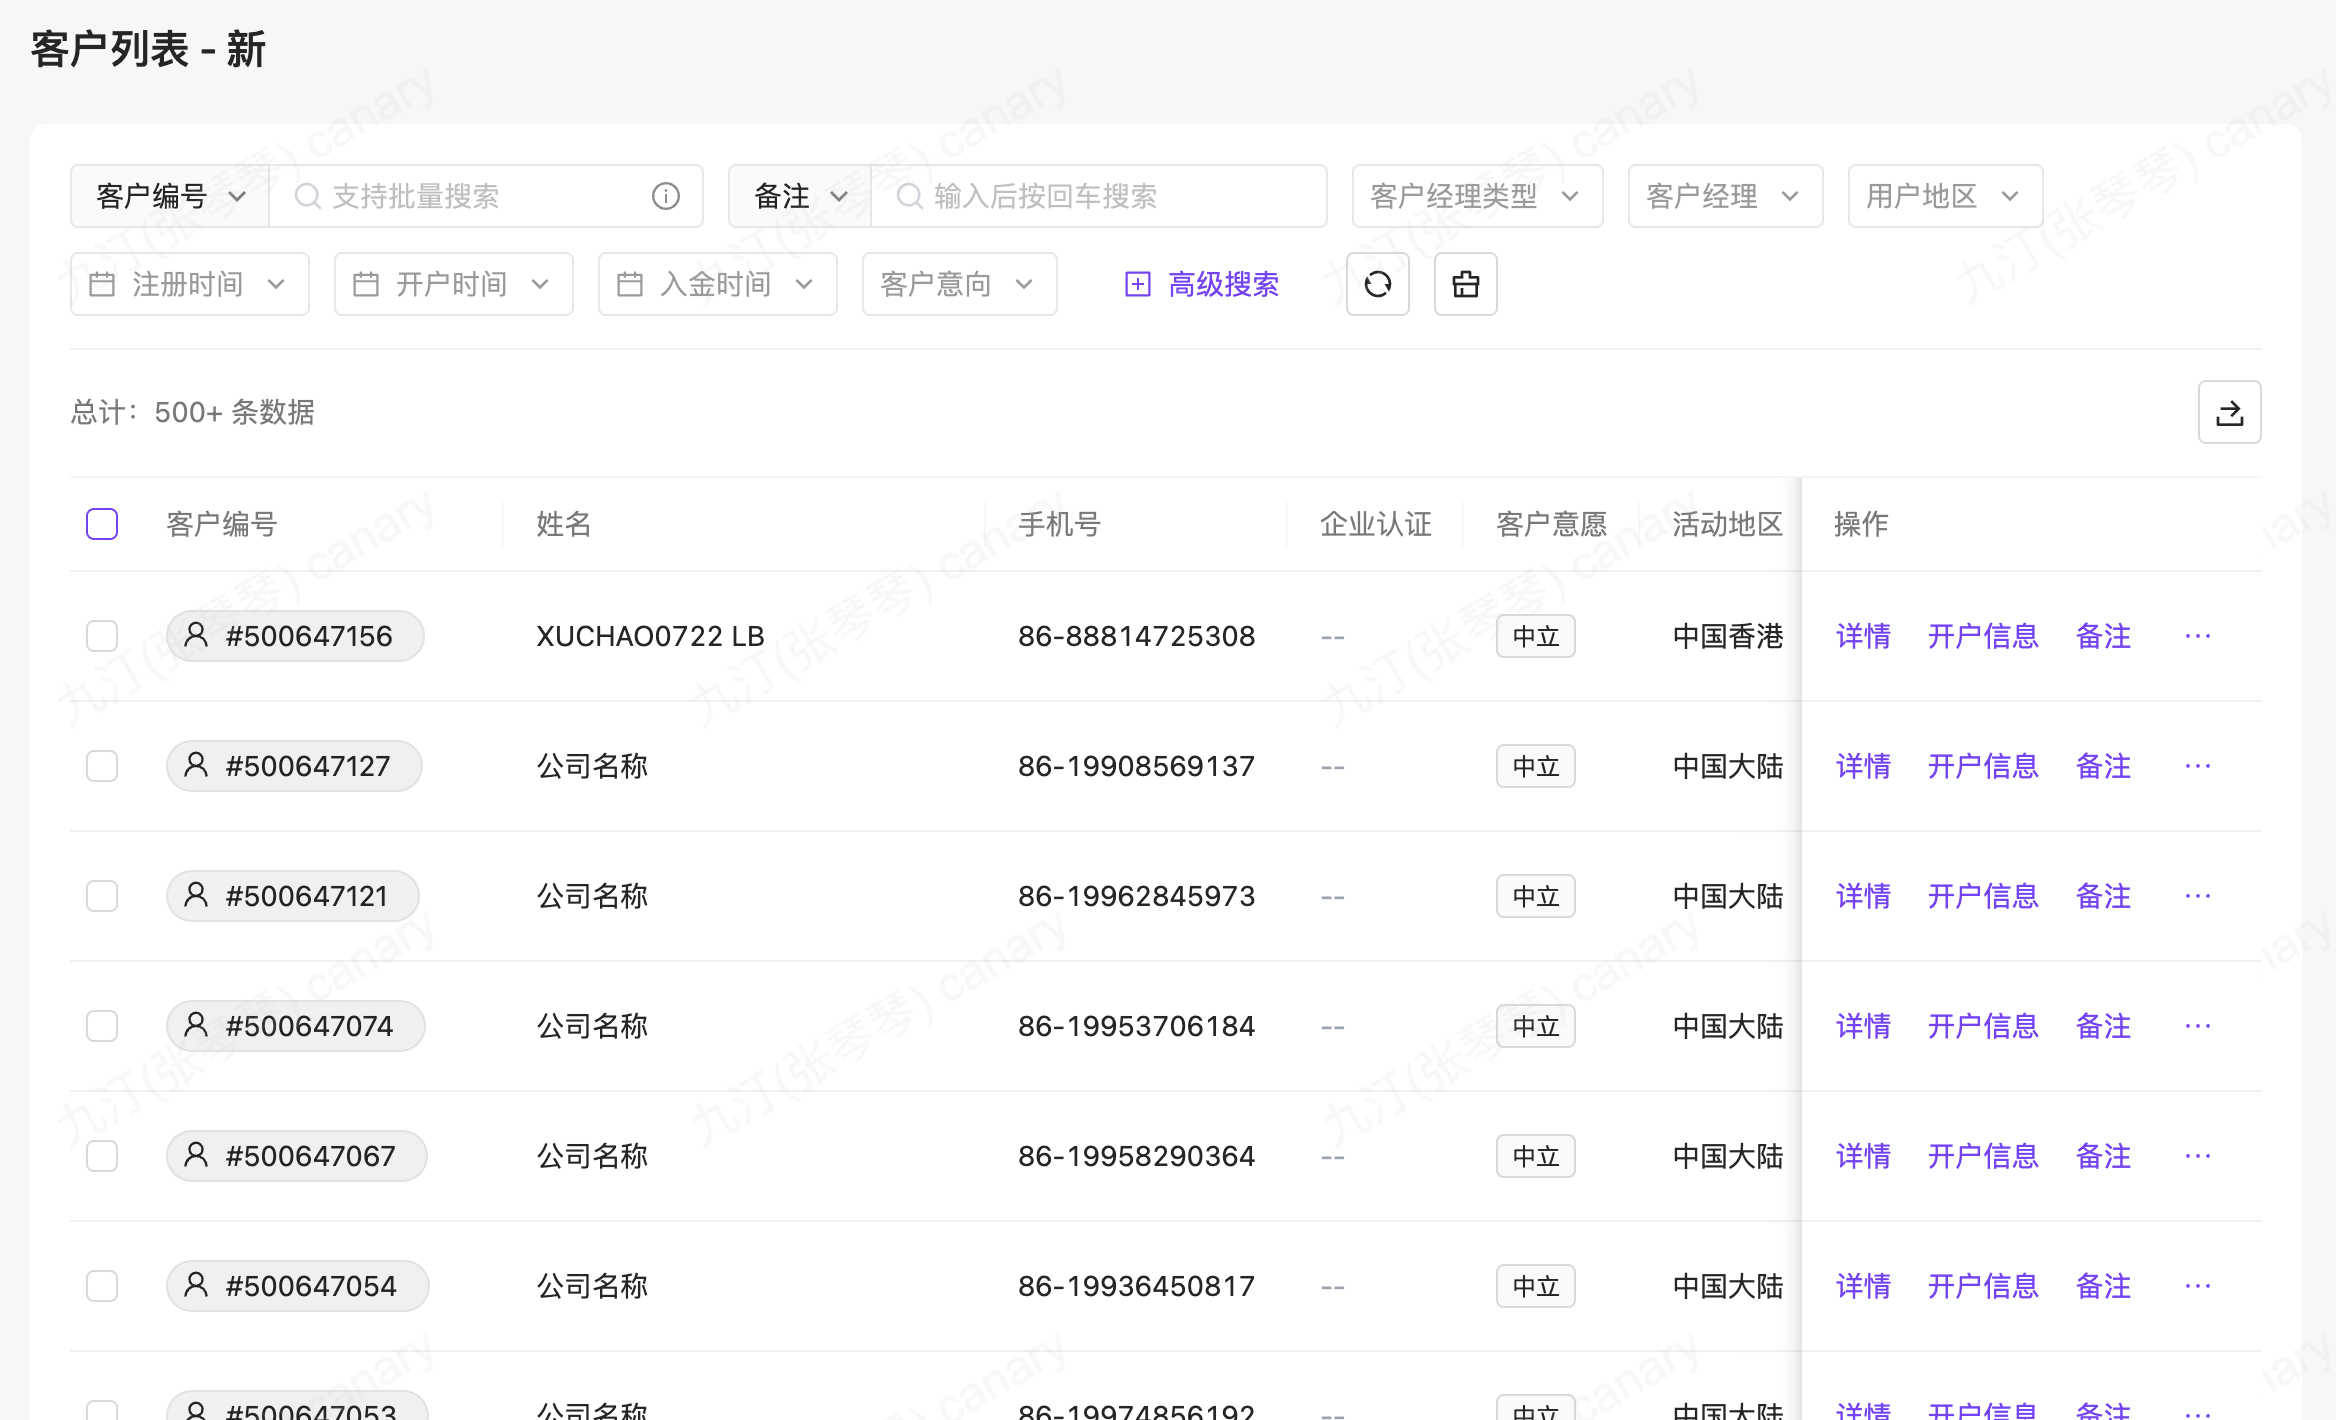 客户列表 - 新
客户编号 支持批量搜索 备注 输入后按回车搜索 客户经理类型 客户经理 用户地区
注册时间 开户时间 入金时间 客户意向 高级搜索
总计：500+ 条数据
客户编号 姓名 手机号 企业认证 客户意愿 活动地区 操作
#500647156 XUCHAO0722 LB 86-88814725308 -- 中立 中国香港 详情 开户信息 备注 ···
#500647127 公司名称 86-19908569137 -- 中立 中国大陆 详情 开户信息 备注 ···
#500647121 公司名称 86-19962845973 -- 中立 中国大陆 详情 开户信息 备注 ···
#500647074 公司名称 86-19953706184 -- 中立 中国大陆 详情 开户信息 备注 ···
#500647067 公司名称 86-19958290364 -- 中立 中国大陆 详情 开户信息 备注 ···
#500647054 公司名称 86-19936450817 -- 中立 中国大陆 详情 开户信息 备注 ···
#500647053 公司名称 86-19974856192 -- 中立 中国大陆 详情 开户信息 备注 ···
九汀(张琴琴) canary